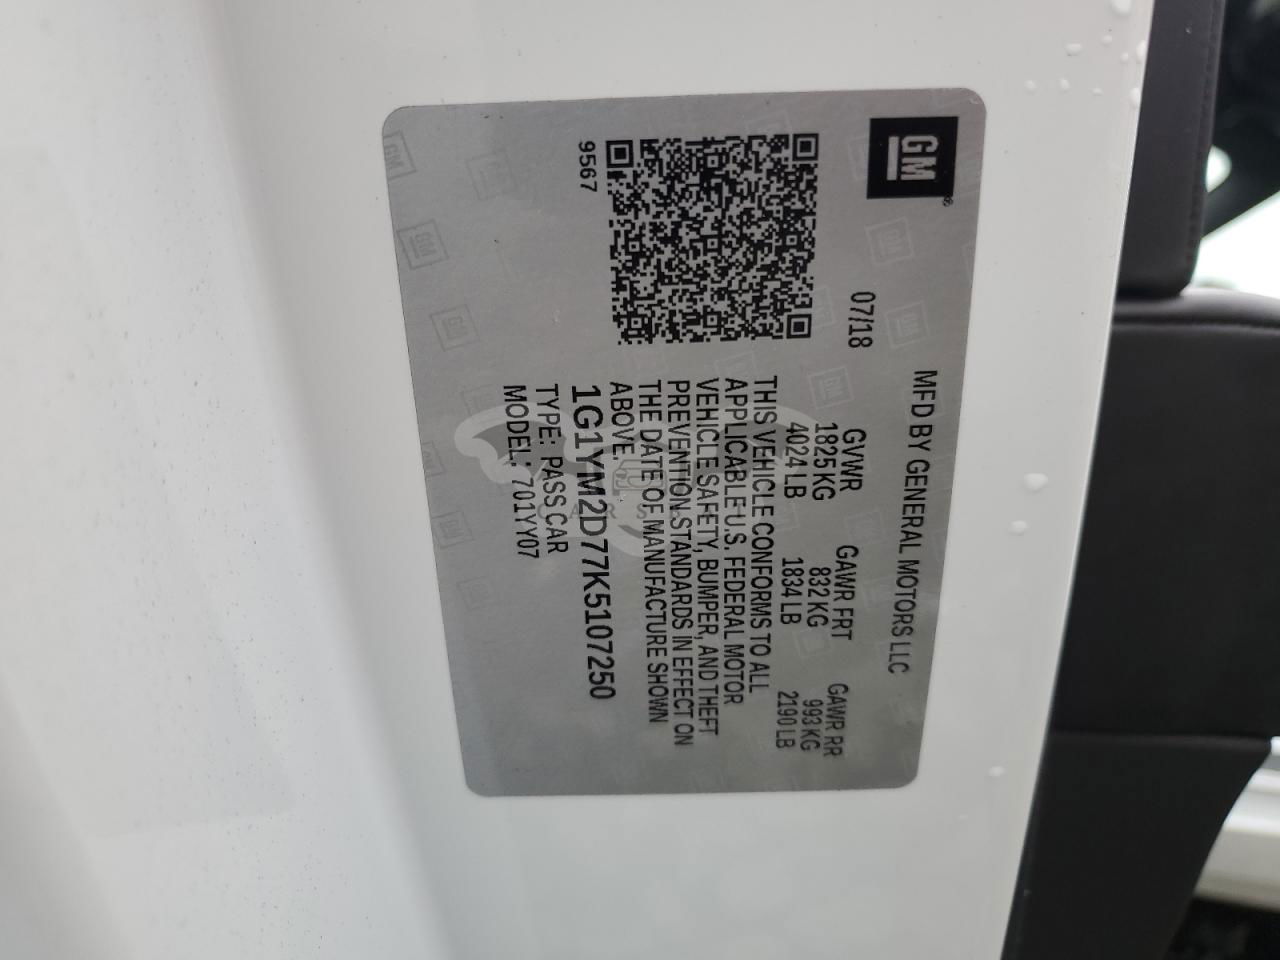 GM
MFD BY GENERAL MOTORS LLC
07/18
GVWR GAWR FRT GAWR RR
1825 KG 832 KG 993 KG
4024 LB 1834 LB 2190 LB
THIS VEHICLE CONFORMS TO ALL
APPLICABLE U.S. FEDERAL MOTOR
VEHICLE SAFETY, BUMPER, AND THEFT
PREVENTION STANDARDS IN EFFECT ON
THE DATE OF MANUFACTURE SHOWN
ABOVE.
1G1YM2D77K5107250
TYPE: PASS CAR
MODEL: 701YY07
9567